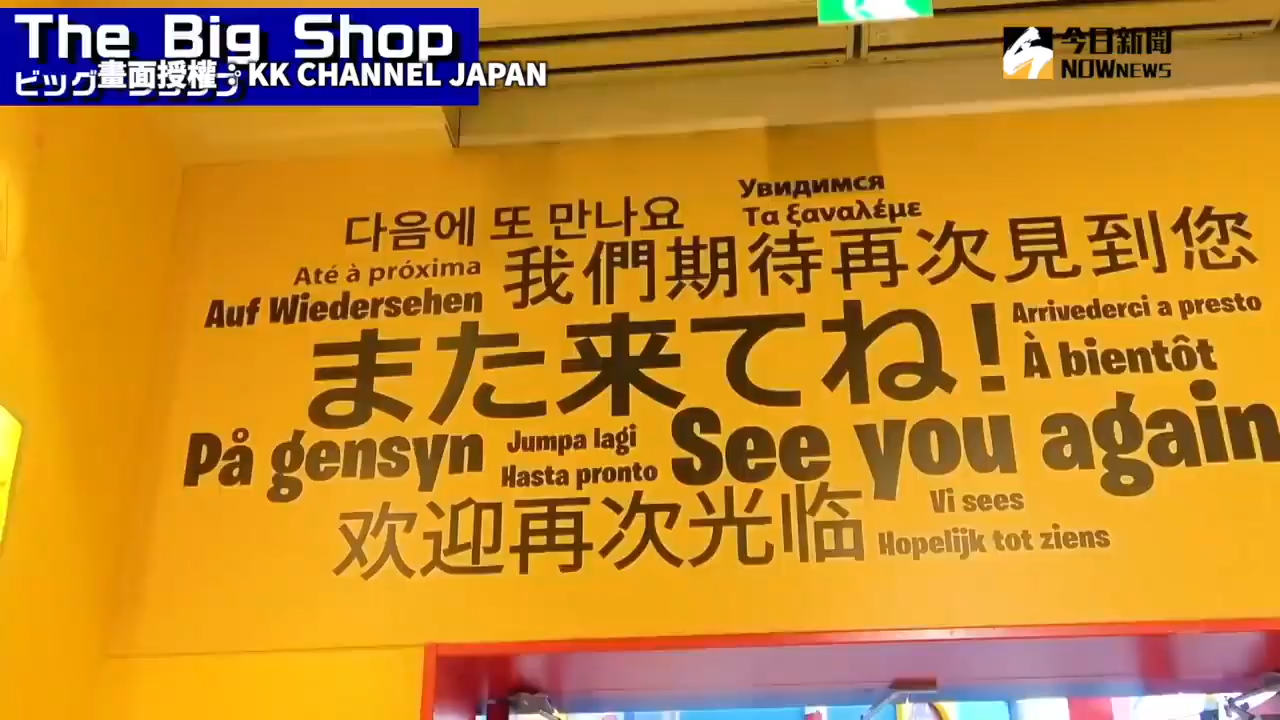 The Big Shop
ビッグ
畫面授權：KK CHANNEL JAPAN
今日新聞
NOWNEWS
Увидимся
다음에 또 만나요
Τα ξαναλέμε
Até à próxima
我們期待再次見到您
Auf Wiedersehen
また来てね!
Arrivederci a presto
À bientôt
På gensyn
Jumpa lagi
Hasta pronto
See you again
欢迎再次光临
Vi sees
Hopelijk tot ziens